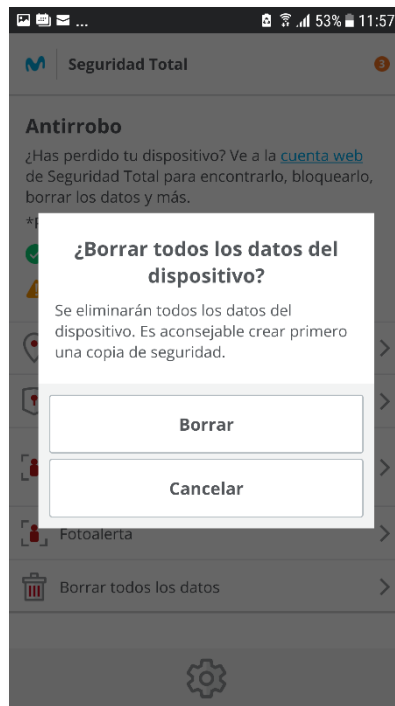 ... 53% 11:57
Seguridad Total 3
Antirrobo
¿Has perdido tu dispositivo? Ve a la cuenta web
de Seguridad Total para encontrarlo, bloquearlo,
borrar los datos y más.
¿Borrar todos los datos del
dispositivo?
Se eliminarán todos los datos del
dispositivo. Es aconsejable crear primero
una copia de seguridad.
Borrar
Cancelar
Fotoalerta
Borrar todos los datos